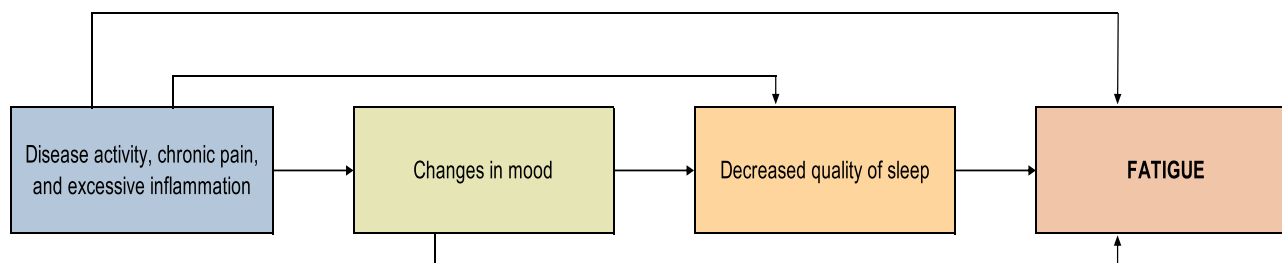 Disease activity, chronic pain,
and excessive inflammation
Changes in mood
Decreased quality of sleep
FATIGUE